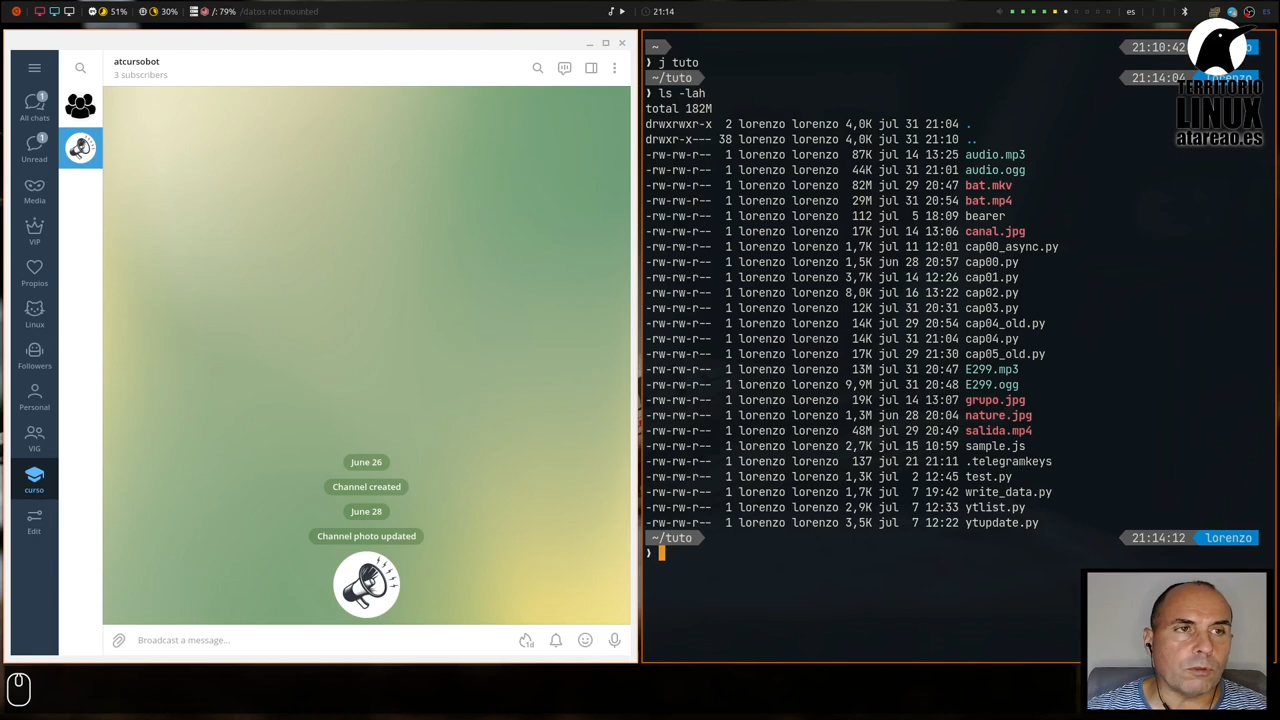 51%
30%
/: 79%
/datos not mounted
21:14
es
ES
atcursobot
3 subscribers
1
All chats
1
Unread
Media
VIP
Propios
Linux
Followers
Personal
VIG
curso
Edit
June 26
Channel created
June 28
Channel photo updated
Broadcast a message...
1d
~ 21:10:42
❯ j tuto
~/tuto 21:14:04 lorenzo
❯ ls -lah
total 182M
drwxrwxr-x 2 lorenzo lorenzo 4,0K jul 31 21:04 .
drwxr-x--- 38 lorenzo lorenzo 4,0K jul 31 21:10 ..
-rw-rw-r-- 1 lorenzo lorenzo 87K jul 14 13:25 audio.mp3
-rw-rw-r-- 1 lorenzo lorenzo 44K jul 31 21:01 audio.ogg
-rw-rw-r-- 1 lorenzo lorenzo 82M jul 29 20:47 bat.mkv
-rw-rw-r-- 1 lorenzo lorenzo 29M jul 31 20:54 bat.mp4
-rw-rw-r-- 1 lorenzo lorenzo 112 jul 5 18:09 bearer
-rw-rw-r-- 1 lorenzo lorenzo 17K jul 14 13:06 canal.jpg
-rw-rw-r-- 1 lorenzo lorenzo 1,7K jul 11 12:01 cap00_async.py
-rw-rw-r-- 1 lorenzo lorenzo 1,5K jun 28 20:57 cap00.py
-rw-rw-r-- 1 lorenzo lorenzo 3,7K jul 14 12:26 cap01.py
-rw-rw-r-- 1 lorenzo lorenzo 8,0K jul 16 13:22 cap02.py
-rw-rw-r-- 1 lorenzo lorenzo 12K jul 31 20:31 cap03.py
-rw-rw-r-- 1 lorenzo lorenzo 14K jul 29 20:54 cap04_old.py
-rw-rw-r-- 1 lorenzo lorenzo 14K jul 31 21:04 cap04.py
-rw-rw-r-- 1 lorenzo lorenzo 17K jul 29 21:30 cap05_old.py
-rw-rw-r-- 1 lorenzo lorenzo 13M jul 31 20:47 E299.mp3
-rw-rw-r-- 1 lorenzo lorenzo 9,9M jul 31 20:48 E299.ogg
-rw-rw-r-- 1 lorenzo lorenzo 19K jul 14 13:07 grupo.jpg
-rw-rw-r-- 1 lorenzo lorenzo 1,3M jun 28 20:04 nature.jpg
-rw-rw-r-- 1 lorenzo lorenzo 48M jul 31 20:49 salida.mp4
-rw-rw-r-- 1 lorenzo lorenzo 2,7K jul 15 10:59 sample.js
-rw-rw-r-- 1 lorenzo lorenzo 137 jul 21 21:11 .telegramkeys
-rw-rw-r-- 1 lorenzo lorenzo 1,3K jul 2 12:45 test.py
-rw-rw-r-- 1 lorenzo lorenzo 1,7K jul 7 19:42 write_data.py
-rw-rw-r-- 1 lorenzo lorenzo 2,9K jul 7 12:33 ytlist.py
-rw-rw-r-- 1 lorenzo lorenzo 3,5K jul 7 12:22 ytupdate.py
~/tuto 21:14:12 lorenzo
❯
TERRITORIO
LINUX
atareao.es